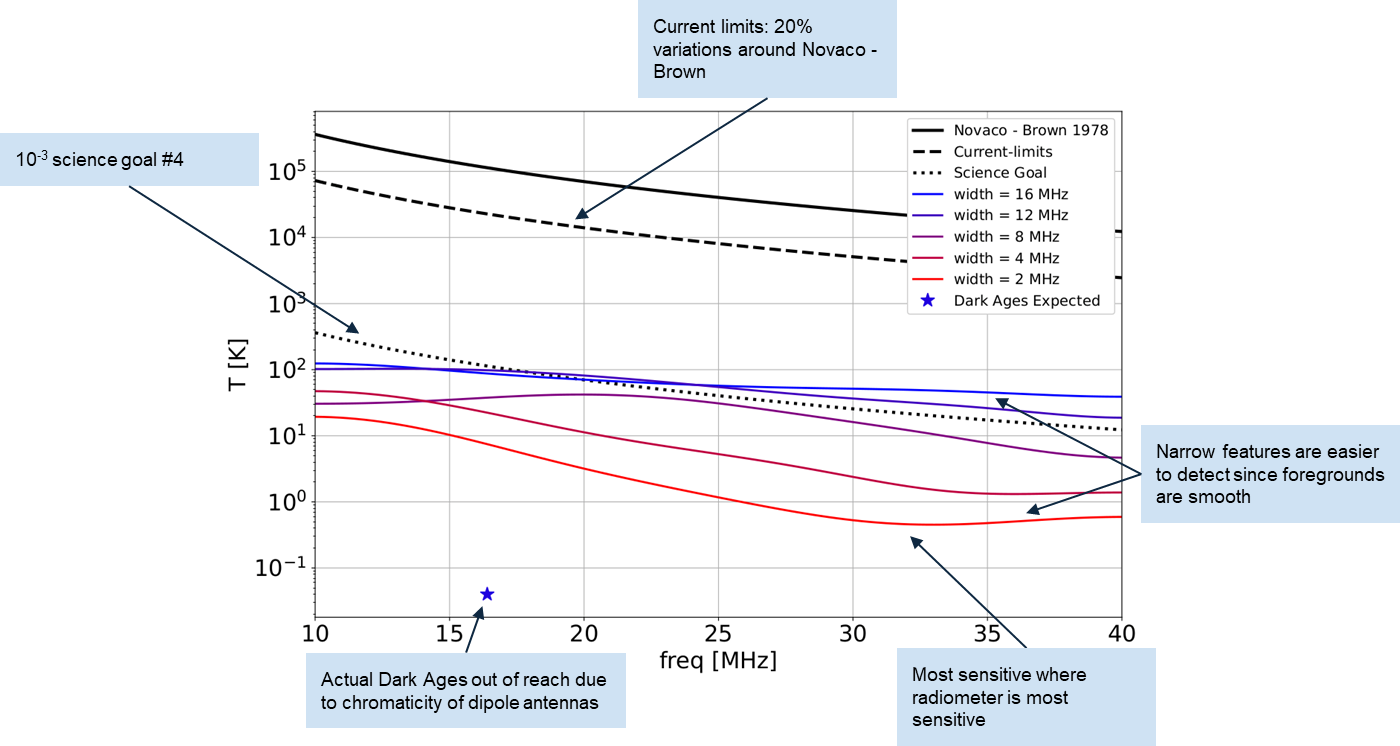 Current limits: 20%
variations around Novaco -
Brown
10-3 science goal #4
Novaco - Brown 1978
Current-limits
Science Goal
width = 16 MHz
width = 12 MHz
width = 8 MHz
width = 4 MHz
width = 2 MHz
Dark Ages Expected
10^5
10^4
10^3
10^2
10^1
10^0
10^−1
T [K]
Narrow features are easier
to detect since foregrounds
are smooth
10 15 20 25 30 35 40
freq [MHz]
Actual Dark Ages out of reach due
to chromaticity of dipole antennas
Most sensitive where
radiometer is most
sensitive